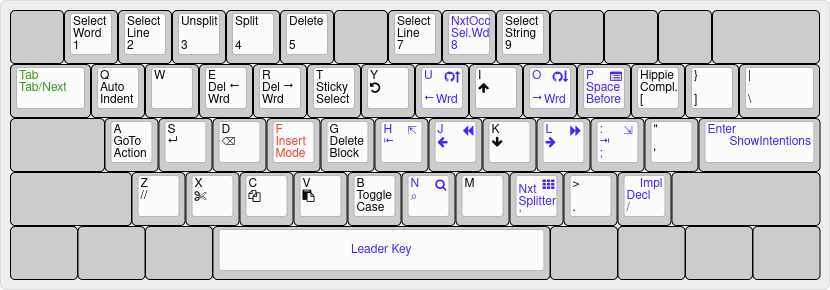 Select Word 1
Select Line 2
Unsplit 3
Split 4
Delete 5
Select Line 7
NxtOcc Sel.Wd 8
Select String 9
Tab Tab/Next
Q Auto Indent
W
E Del ← Wrd
R Del → Wrd
T Sticky Select
Y
U ← Wrd
I
O → Wrd
P Space Before
Hippie Compl. [
} ]
| \
A GoTo Action
S ↵
D ⌫
F Insert Mode
G Delete Block
H ⇱ ⇤
J
K
L
: ⇲ ⇥ ;
" '
Enter ShowIntentions
Z //
X
C
V
B Toggle Case
N
M
Nxt Splitter ,
> .
Impl Decl /
Leader Key